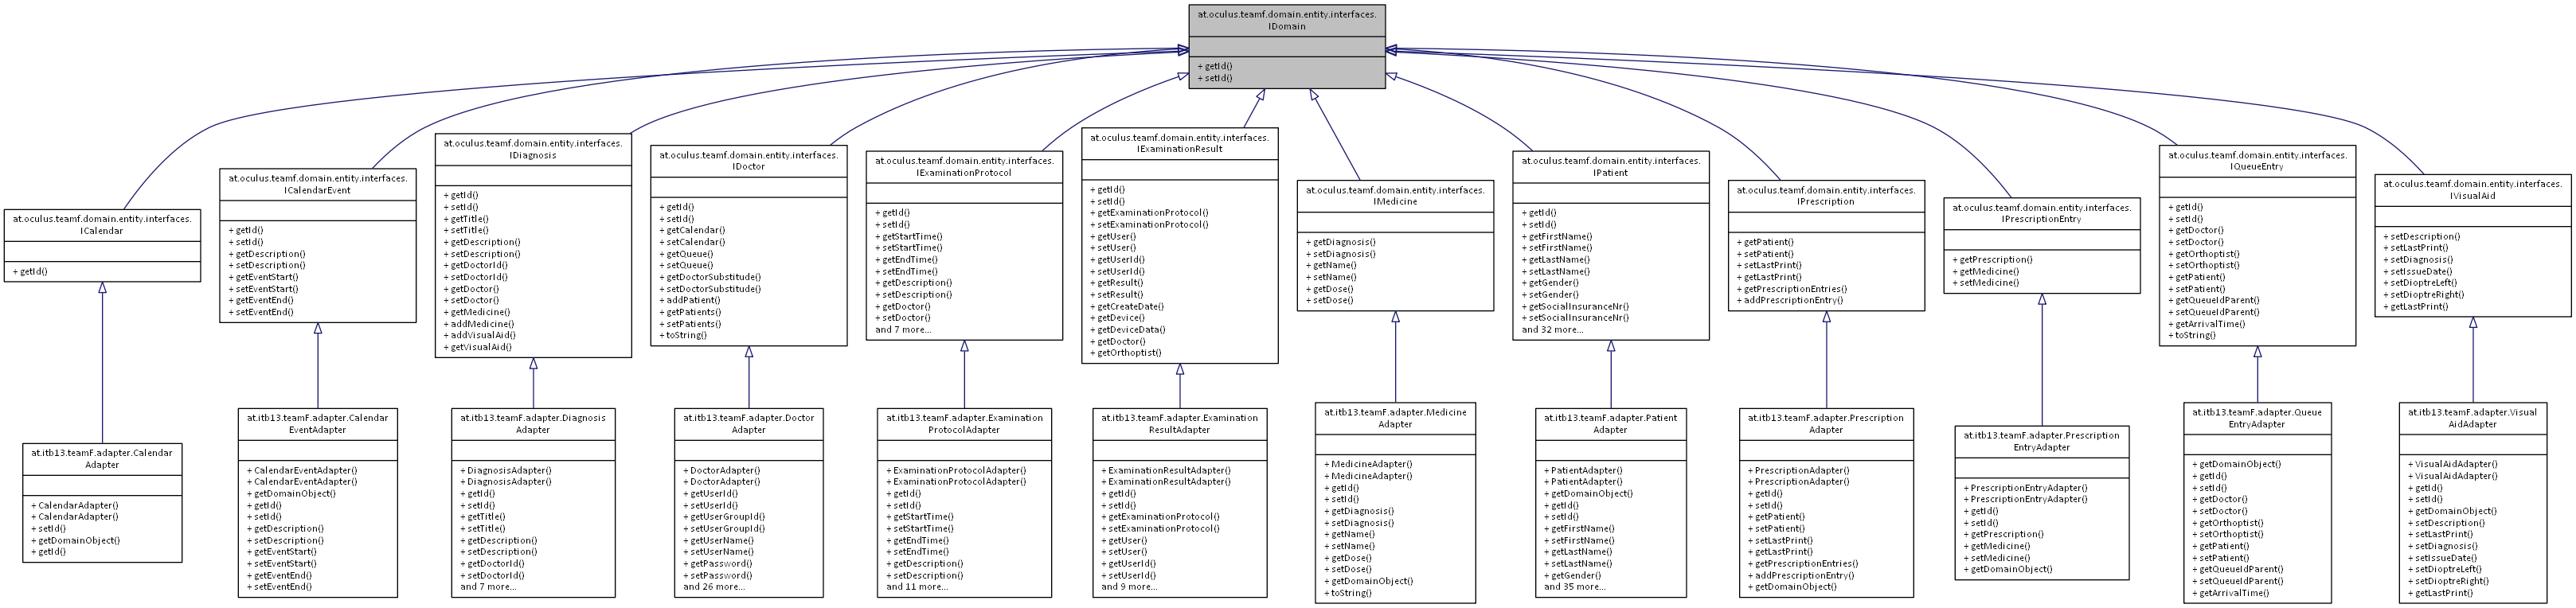 at.oculus.teamf.domain.entity.interfaces.
IDomain
+ getId()
+ setId()
at.oculus.teamf.domain.entity.interfaces.
ICalendar
+ getId()
at.oculus.teamf.domain.entity.interfaces.
ICalendarEvent
+ getId()
+ setId()
+ getDescription()
+ setDescription()
+ getEventStart()
+ setEventStart()
+ getEventEnd()
+ setEventEnd()
at.oculus.teamf.domain.entity.interfaces.
IDiagnosis
+ getId()
+ setId()
+ getTitle()
+ setTitle()
+ getDescription()
+ setDescription()
+ getDoctorId()
+ setDoctorId()
+ getDoctor()
+ setDoctor()
+ getMedicine()
+ addMedicine()
+ addVisualAid()
+ getVisualAid()
at.oculus.teamf.domain.entity.interfaces.
IDoctor
+ getId()
+ setId()
+ getCalendar()
+ setCalendar()
+ getQueue()
+ setQueue()
+ getDoctorSubstitude()
+ setDoctorSubstitude()
+ addPatient()
+ getPatients()
+ setPatients()
+ toString()
at.oculus.teamf.domain.entity.interfaces.
IExaminationProtocol
+ getId()
+ setId()
+ getStartTime()
+ setStartTime()
+ getEndTime()
+ setEndTime()
+ getDescription()
+ setDescription()
+ getDoctor()
+ setDoctor()
and 7 more...
at.oculus.teamf.domain.entity.interfaces.
IExaminationResult
+ getId()
+ setId()
+ getExaminationProtocol()
+ setExaminationProtocol()
+ getUser()
+ setUser()
+ getUserId()
+ setUserId()
+ getResult()
+ setResult()
+ getCreateDate()
+ getDevice()
+ getDeviceData()
+ getDoctor()
+ getOrthoptist()
at.oculus.teamf.domain.entity.interfaces.
IMedicine
+ getDiagnosis()
+ setDiagnosis()
+ getName()
+ setName()
+ getDose()
+ setDose()
at.oculus.teamf.domain.entity.interfaces.
IPatient
+ getId()
+ setId()
+ getFirstName()
+ setFirstName()
+ getLastName()
+ setLastName()
+ getGender()
+ setGender()
+ getSocialInsuranceNr()
+ setSocialInsuranceNr()
and 32 more...
at.oculus.teamf.domain.entity.interfaces.
IPrescription
+ getPatient()
+ setPatient()
+ setLastPrint()
+ getLastPrint()
+ getPrescriptionEntries()
+ addPrescriptionEntry()
at.oculus.teamf.domain.entity.interfaces.
IPrescriptionEntry
+ getPrescription()
+ getMedicine()
+ setMedicine()
at.oculus.teamf.domain.entity.interfaces.
IQueueEntry
+ getId()
+ setId()
+ getDoctor()
+ setDoctor()
+ getOrthoptist()
+ setOrthoptist()
+ getPatient()
+ setPatient()
+ getQueueIdParent()
+ setQueueIdParent()
+ getArrivalTime()
+ toString()
at.oculus.teamf.domain.entity.interfaces.
IVisualAid
+ setDescription()
+ setLastPrint()
+ setDiagnosis()
+ setIssueDate()
+ setDioptreLeft()
+ setDioptreRight()
+ getLastPrint()
at.itb13.teamF.adapter.Calendar
Adapter
+ CalendarAdapter()
+ CalendarAdapter()
+ setId()
+ getDomainObject()
+ getId()
at.itb13.teamF.adapter.Calendar
EventAdapter
+ CalendarEventAdapter()
+ CalendarEventAdapter()
+ getDomainObject()
+ getId()
+ setId()
+ getDescription()
+ setDescription()
+ getEventStart()
+ setEventStart()
+ getEventEnd()
+ setEventEnd()
at.itb13.teamF.adapter.Diagnosis
Adapter
+ DiagnosisAdapter()
+ DiagnosisAdapter()
+ getId()
+ setId()
+ getTitle()
+ setTitle()
+ getDescription()
+ setDescription()
+ getDoctorId()
+ setDoctorId()
and 7 more...
at.itb13.teamF.adapter.Doctor
Adapter
+ DoctorAdapter()
+ DoctorAdapter()
+ getUserId()
+ setUserId()
+ getUserGroupId()
+ setUserGroupId()
+ getUserName()
+ setUserName()
+ getPassword()
+ setPassword()
and 26 more...
at.itb13.teamF.adapter.Examination
ProtocolAdapter
+ ExaminationProtocolAdapter()
+ ExaminationProtocolAdapter()
+ getId()
+ setId()
+ getStartTime()
+ setStartTime()
+ getEndTime()
+ setEndTime()
+ getDescription()
+ setDescription()
and 11 more...
at.itb13.teamF.adapter.Examination
ResultAdapter
+ ExaminationResultAdapter()
+ ExaminationResultAdapter()
+ getId()
+ setId()
+ getExaminationProtocol()
+ setExaminationProtocol()
+ getUser()
+ setUser()
+ getUserId()
+ setUserId()
and 9 more...
at.itb13.teamF.adapter.Medicine
Adapter
+ MedicineAdapter()
+ MedicineAdapter()
+ getId()
+ setId()
+ getDiagnosis()
+ setDiagnosis()
+ getName()
+ setName()
+ getDose()
+ setDose()
+ getDomainObject()
+ toString()
at.itb13.teamF.adapter.Patient
Adapter
+ PatientAdapter()
+ PatientAdapter()
+ getDomainObject()
+ getId()
+ setId()
+ getFirstName()
+ setFirstName()
+ getLastName()
+ setLastName()
+ getGender()
and 35 more...
at.itb13.teamF.adapter.Prescription
Adapter
+ PrescriptionAdapter()
+ PrescriptionAdapter()
+ getId()
+ setId()
+ getPatient()
+ setPatient()
+ setLastPrint()
+ getLastPrint()
+ getPrescriptionEntries()
+ addPrescriptionEntry()
+ getDomainObject()
at.itb13.teamF.adapter.Prescription
EntryAdapter
+ PrescriptionEntryAdapter()
+ PrescriptionEntryAdapter()
+ getId()
+ setId()
+ getPrescription()
+ getMedicine()
+ setMedicine()
+ getDomainObject()
at.itb13.teamF.adapter.Queue
EntryAdapter
+ getDomainObject()
+ getId()
+ setId()
+ getDoctor()
+ setDoctor()
+ getOrthoptist()
+ setOrthoptist()
+ getPatient()
+ setPatient()
+ getQueueIdParent()
+ setQueueIdParent()
+ getArrivalTime()
at.itb13.teamF.adapter.Visual
AidAdapter
+ VisualAidAdapter()
+ VisualAidAdapter()
+ getId()
+ setId()
+ getDomainObject()
+ setDescription()
+ setLastPrint()
+ setDiagnosis()
+ setIssueDate()
+ setDioptreLeft()
+ setDioptreRight()
+ getLastPrint()